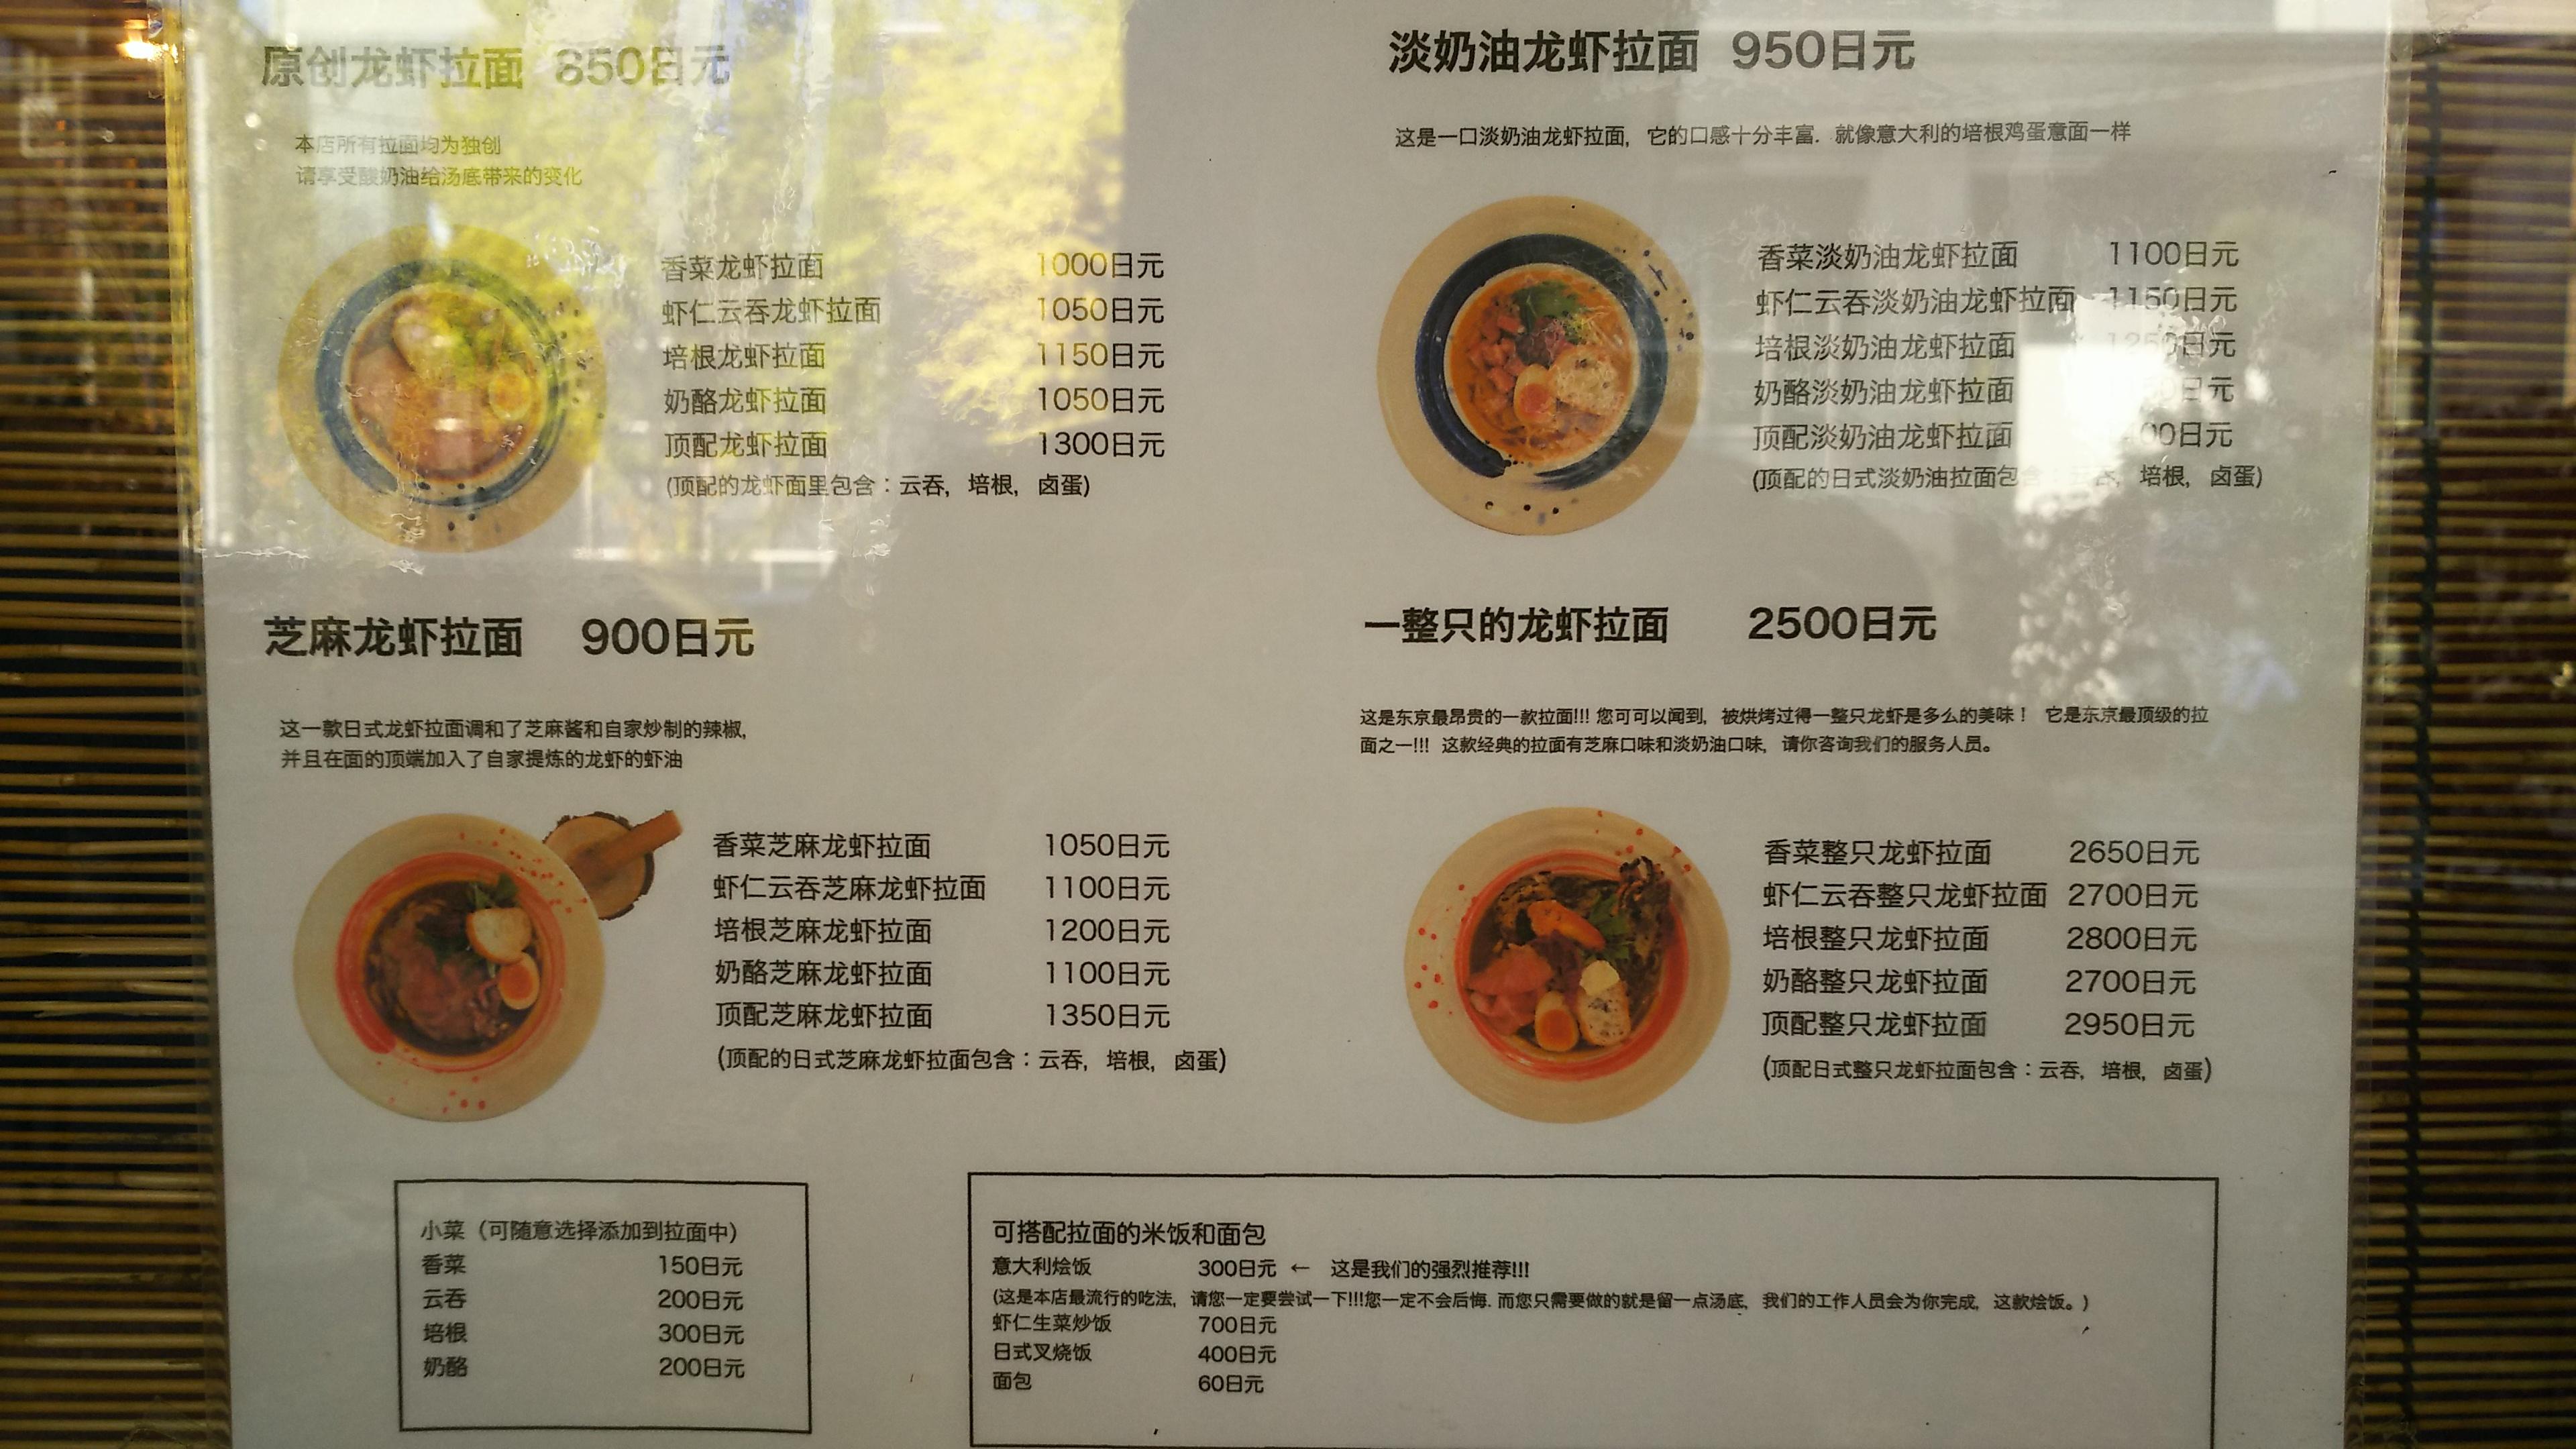 原创龙虾拉面 850日元
本店所有拉面均为独创
请享受酸奶油给汤底带来的变化
香菜龙虾拉面 1000日元
虾仁云吞龙虾拉面 1050日元
培根龙虾拉面 1150日元
奶酪龙虾拉面 1050日元
顶配龙虾拉面 1300日元
(顶配的龙虾面里包含：云吞，培根，卤蛋)
淡奶油龙虾拉面 950日元
这是一口淡奶油龙虾拉面，它的口感十分丰富. 就像意大利的培根鸡蛋意面一样
香菜淡奶油龙虾拉面 1100日元
虾仁云吞淡奶油龙虾拉面 1150日元
培根淡奶油龙虾拉面 1250日元
奶酪淡奶油龙虾拉面 日元
顶配淡奶油龙虾拉面 日元
(顶配的日式淡奶油拉面包含 云吞，培根，卤蛋)
芝麻龙虾拉面 900日元
这一款日式龙虾拉面调和了芝麻酱和自家炒制的辣椒,
并且在面的顶端加入了自家提炼的龙虾的虾油
香菜芝麻龙虾拉面 1050日元
虾仁云吞芝麻龙虾拉面 1100日元
培根芝麻龙虾拉面 1200日元
奶酪芝麻龙虾拉面 1100日元
顶配芝麻龙虾拉面 1350日元
(顶配的日式芝麻龙虾拉面包含：云吞，培根，卤蛋)
一整只的龙虾拉面 2500日元
这是东京最昂贵的一款拉面!!! 您可可以闻到，被烘烤过得一整只龙虾是多么的美味！ 它是东京最顶级的拉
面之一!!! 这款经典的拉面有芝麻口味和淡奶油口味，请你咨询我们的服务人员。
香菜整只龙虾拉面 2650日元
虾仁云吞整只龙虾拉面 2700日元
培根整只龙虾拉面 2800日元
奶酪整只龙虾拉面 2700日元
顶配整只龙虾拉面 2950日元
(顶配日式整只龙虾拉面包含：云吞，培根，卤蛋)
小菜（可随意选择添加到拉面中）
香菜 150日元
云吞 200日元
培根 300日元
奶酪 200日元
可搭配拉面的米饭和面包
意大利烩饭 300日元 ← 这是我们的强烈推荐!!!
(这是本店最流行的吃法，请您一定要尝试一下!!!您一定不会后悔. 而您只需要做的就是留一点汤底，我们的工作人员会为你完成，这款烩饭。)
虾仁生菜炒饭 700日元
日式叉烧饭 400日元
面包 60日元